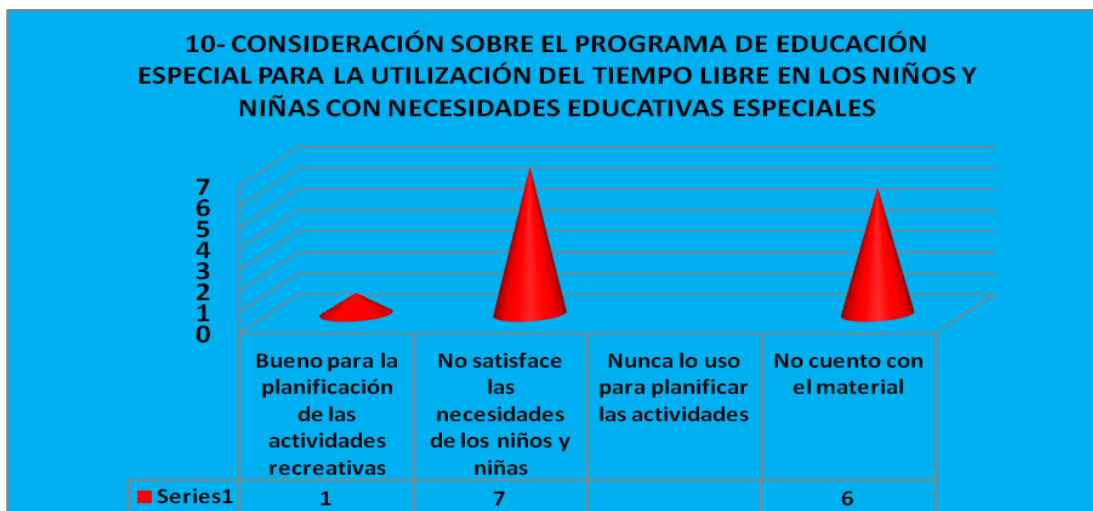 10- CONSIDERACIÓN SOBRE EL PROGRAMA DE EDUCACIÓN
ESPECIAL PARA LA UTILIZACIÓN DEL TIEMPO LIBRE EN LOS NIÑOS Y
NIÑAS CON NECESIDADES EDUCATIVAS ESPECIALES
7
6
5
4
3
2
1
0
Bueno para la
planificación
de las
actividades
recreativas
No satisface
las
necesidades
de los niños y
niñas
Nunca lo uso
para planificar
las actividades
No cuento con
el material
Series1 1 7 6